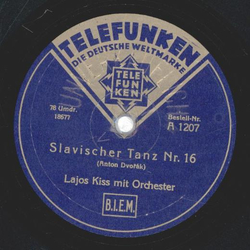 TELEFUNKEN
DIE DEUTSCHE WELTMARKE
TELE
FUN
KEN
78 Umdr.
18677
Bestell-Nr.
A 1207
Slavischer Tanz Nr. 16
(Anton Dvořák)
Lajos Kiss mit Orchester
B.I.E.M.